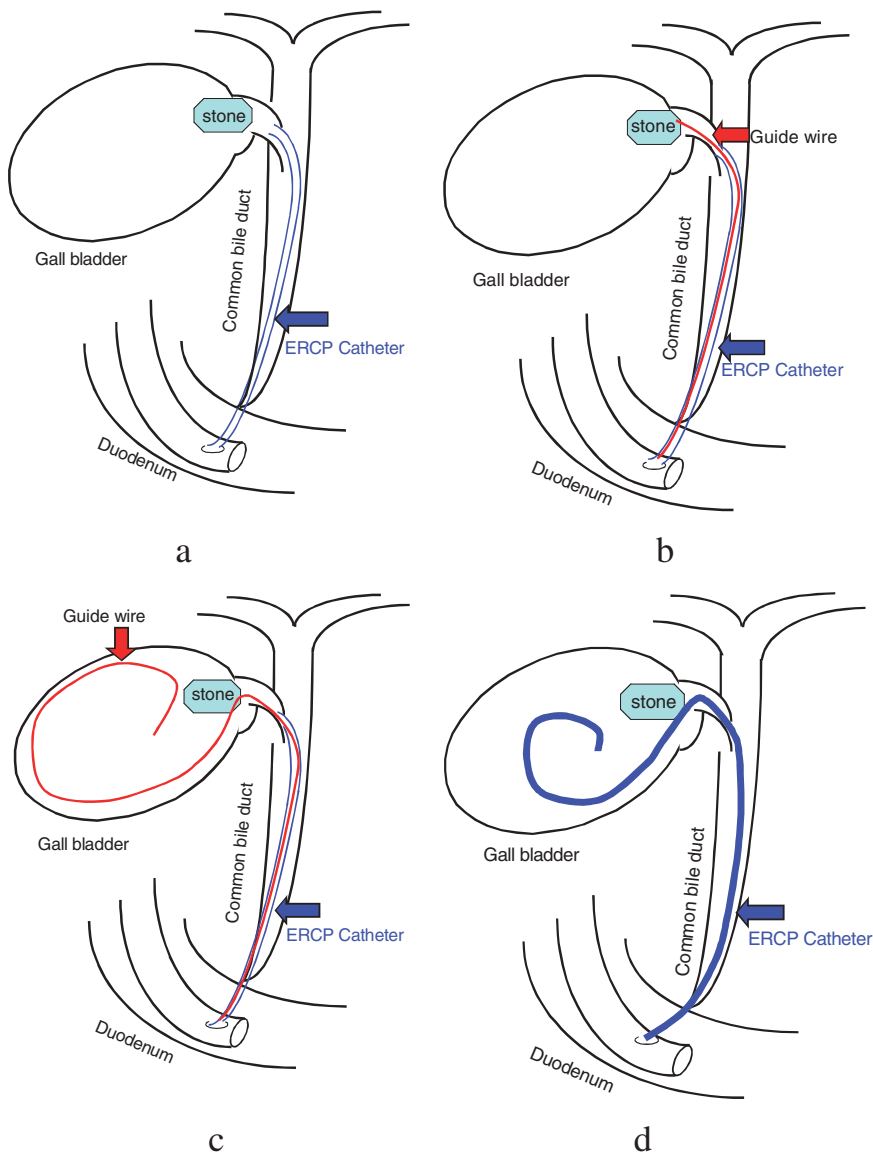 stone
Gall bladder
Common bile duct
ERCP Catheter
Duodenum
a
stone
Guide wire
Gall bladder
Common bile duct
ERCP Catheter
Duodenum
b
Guide wire
stone
Gall bladder
Common bile duct
ERCP Catheter
Duodenum
c
stone
Gall bladder
Common bile duct
ERCP Catheter
Duodenum
d